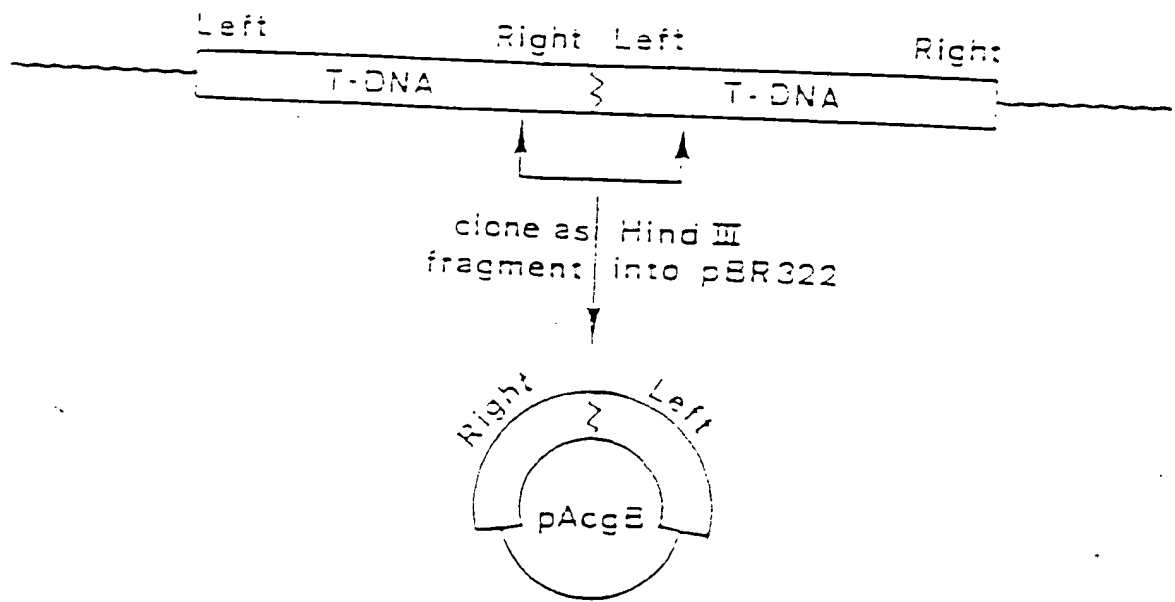 Left Right Left Right
T-DNA T-DNA
clone as Hind III
fragment into pBR322
Right Left
pAcgB